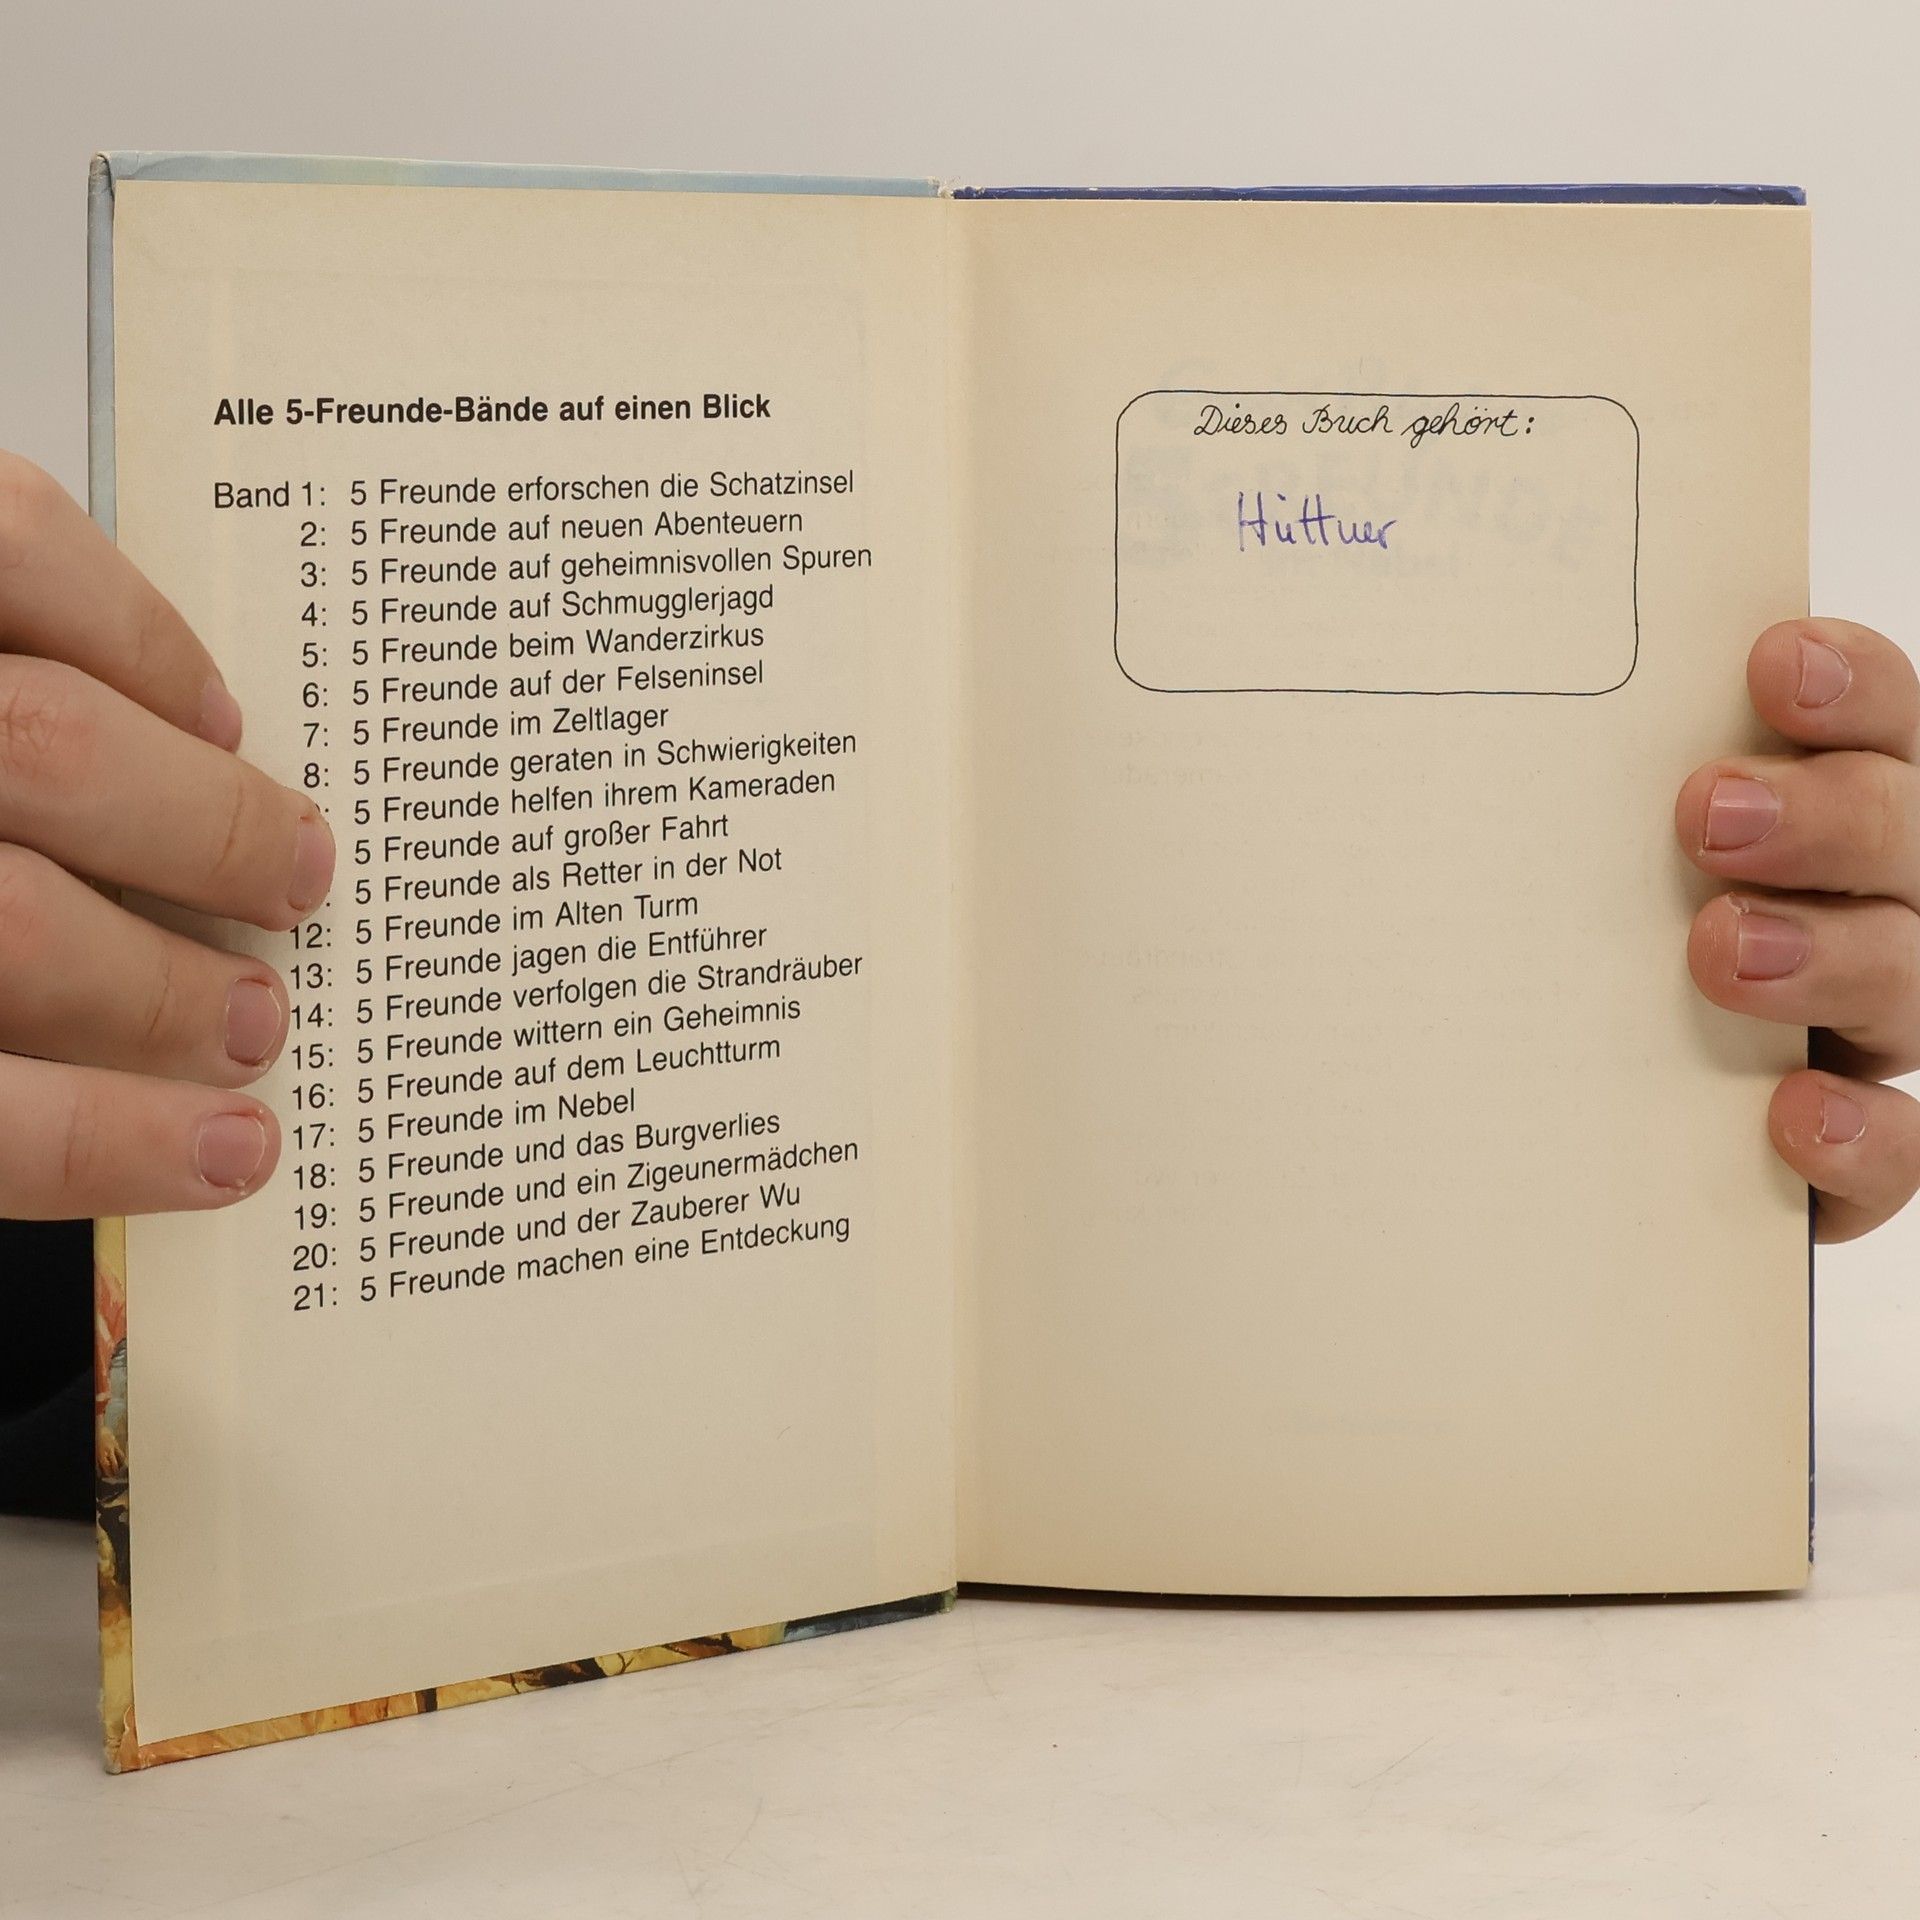 Alle 5-Freunde-Bände auf einen Blick
Band 1: 5 Freunde erforschen die Schatzinsel
2: 5 Freunde auf neuen Abenteuern
3: 5 Freunde auf geheimnisvollen Spuren
4: 5 Freunde auf Schmugglerjagd
5: 5 Freunde beim Wanderzirkus
6: 5 Freunde auf der Felseninsel
7: 5 Freunde im Zeltlager
8: 5 Freunde geraten in Schwierigkeiten
5 Freunde helfen ihrem Kameraden
5 Freunde auf großer Fahrt
5 Freunde als Retter in der Not
12: 5 Freunde im Alten Turm
13: 5 Freunde jagen die Entführer
14: 5 Freunde verfolgen die Strandräuber
15: 5 Freunde wittern ein Geheimnis
16: 5 Freunde auf dem Leuchtturm
17: 5 Freunde im Nebel
18: 5 Freunde und das Burgverlies
19: 5 Freunde und ein Zigeunermädchen
20: 5 Freunde und der Zauberer Wu
21: 5 Freunde machen eine Entdeckung
Dieses Buch gehört:
Hüttner